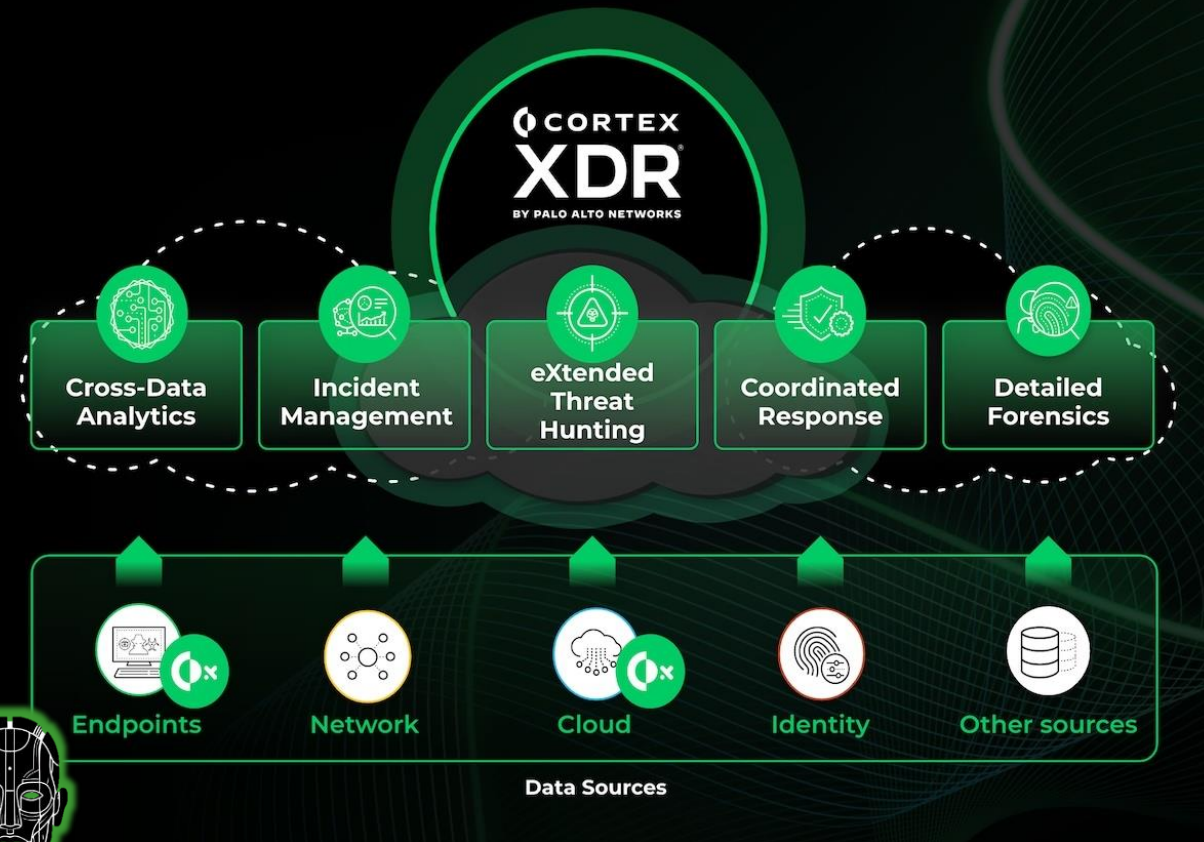 CORTEX
XDR®
BY PALO ALTO NETWORKS
Cross-Data
Analytics
Incident
Management
eXtended
Threat
Hunting
Coordinated
Response
Detailed
Forensics
Endpoints
Network
Cloud
Identity
Other sources
Data Sources